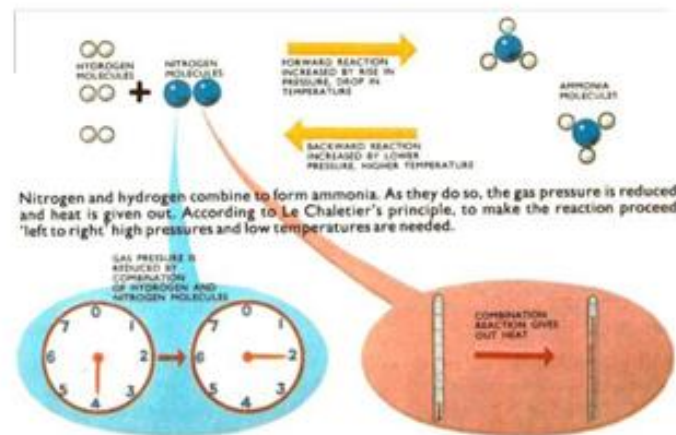 HYDROGEN
MOLECULES
NITROGEN
MOLECULES
FORWARD REACTION
INCREASED BY RISE IN
PRESSURE, DROP IN
TEMPERATURE
AMMONIA
MOLECULES
BACKWARD REACTION
INCREASED BY LOWER
PRESSURE, HIGHER TEMPERATURE
Nitrogen and hydrogen combine to form ammonia. As they do so, the gas pressure is reduced
and heat is given out. According to Le Chaletier's principle, to make the reaction proceed
'left to right' high pressures and low temperatures are needed.
GAS PRESSURE IS
REDUCED BY
COMBINATION
OF HYDROGEN AND
NITROGEN MOLECULES
0 1 2 3 4 5 6 7
0 1 2 3 4 5 6 7
COMBINATION
REACTION GIVES
OUT HEAT